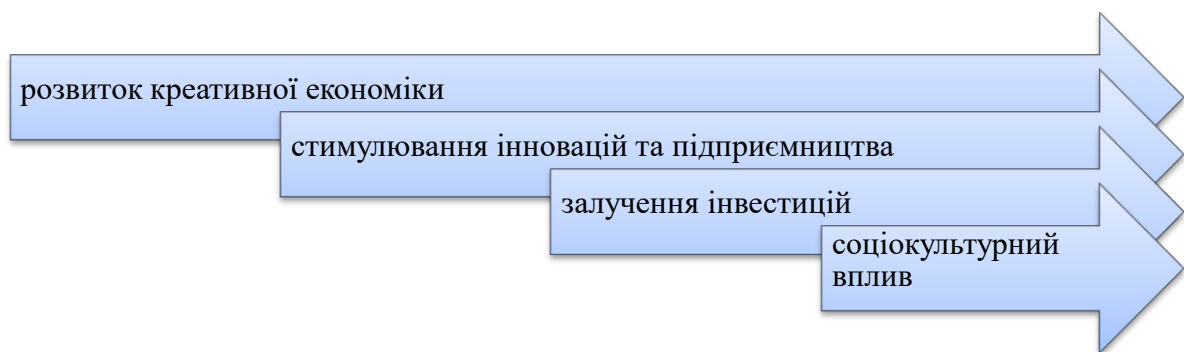 розвиток креативної економіки
стимулювання інновацій та підприємництва
залучення інвестицій
соціокультурний
вплив